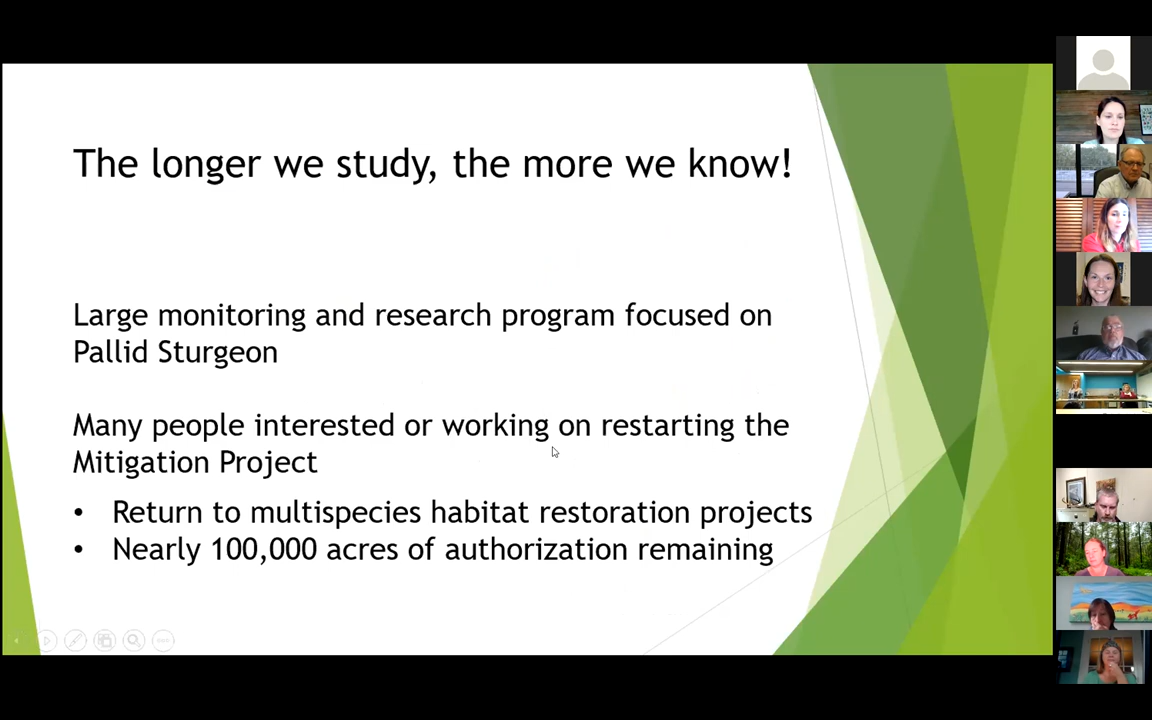 The longer we study, the more we know!
Large monitoring and research program focused on
Pallid Sturgeon
Many people interested or working on restarting the
Mitigation Project
• Return to multispecies habitat restoration projects
• Nearly 100,000 acres of authorization remaining